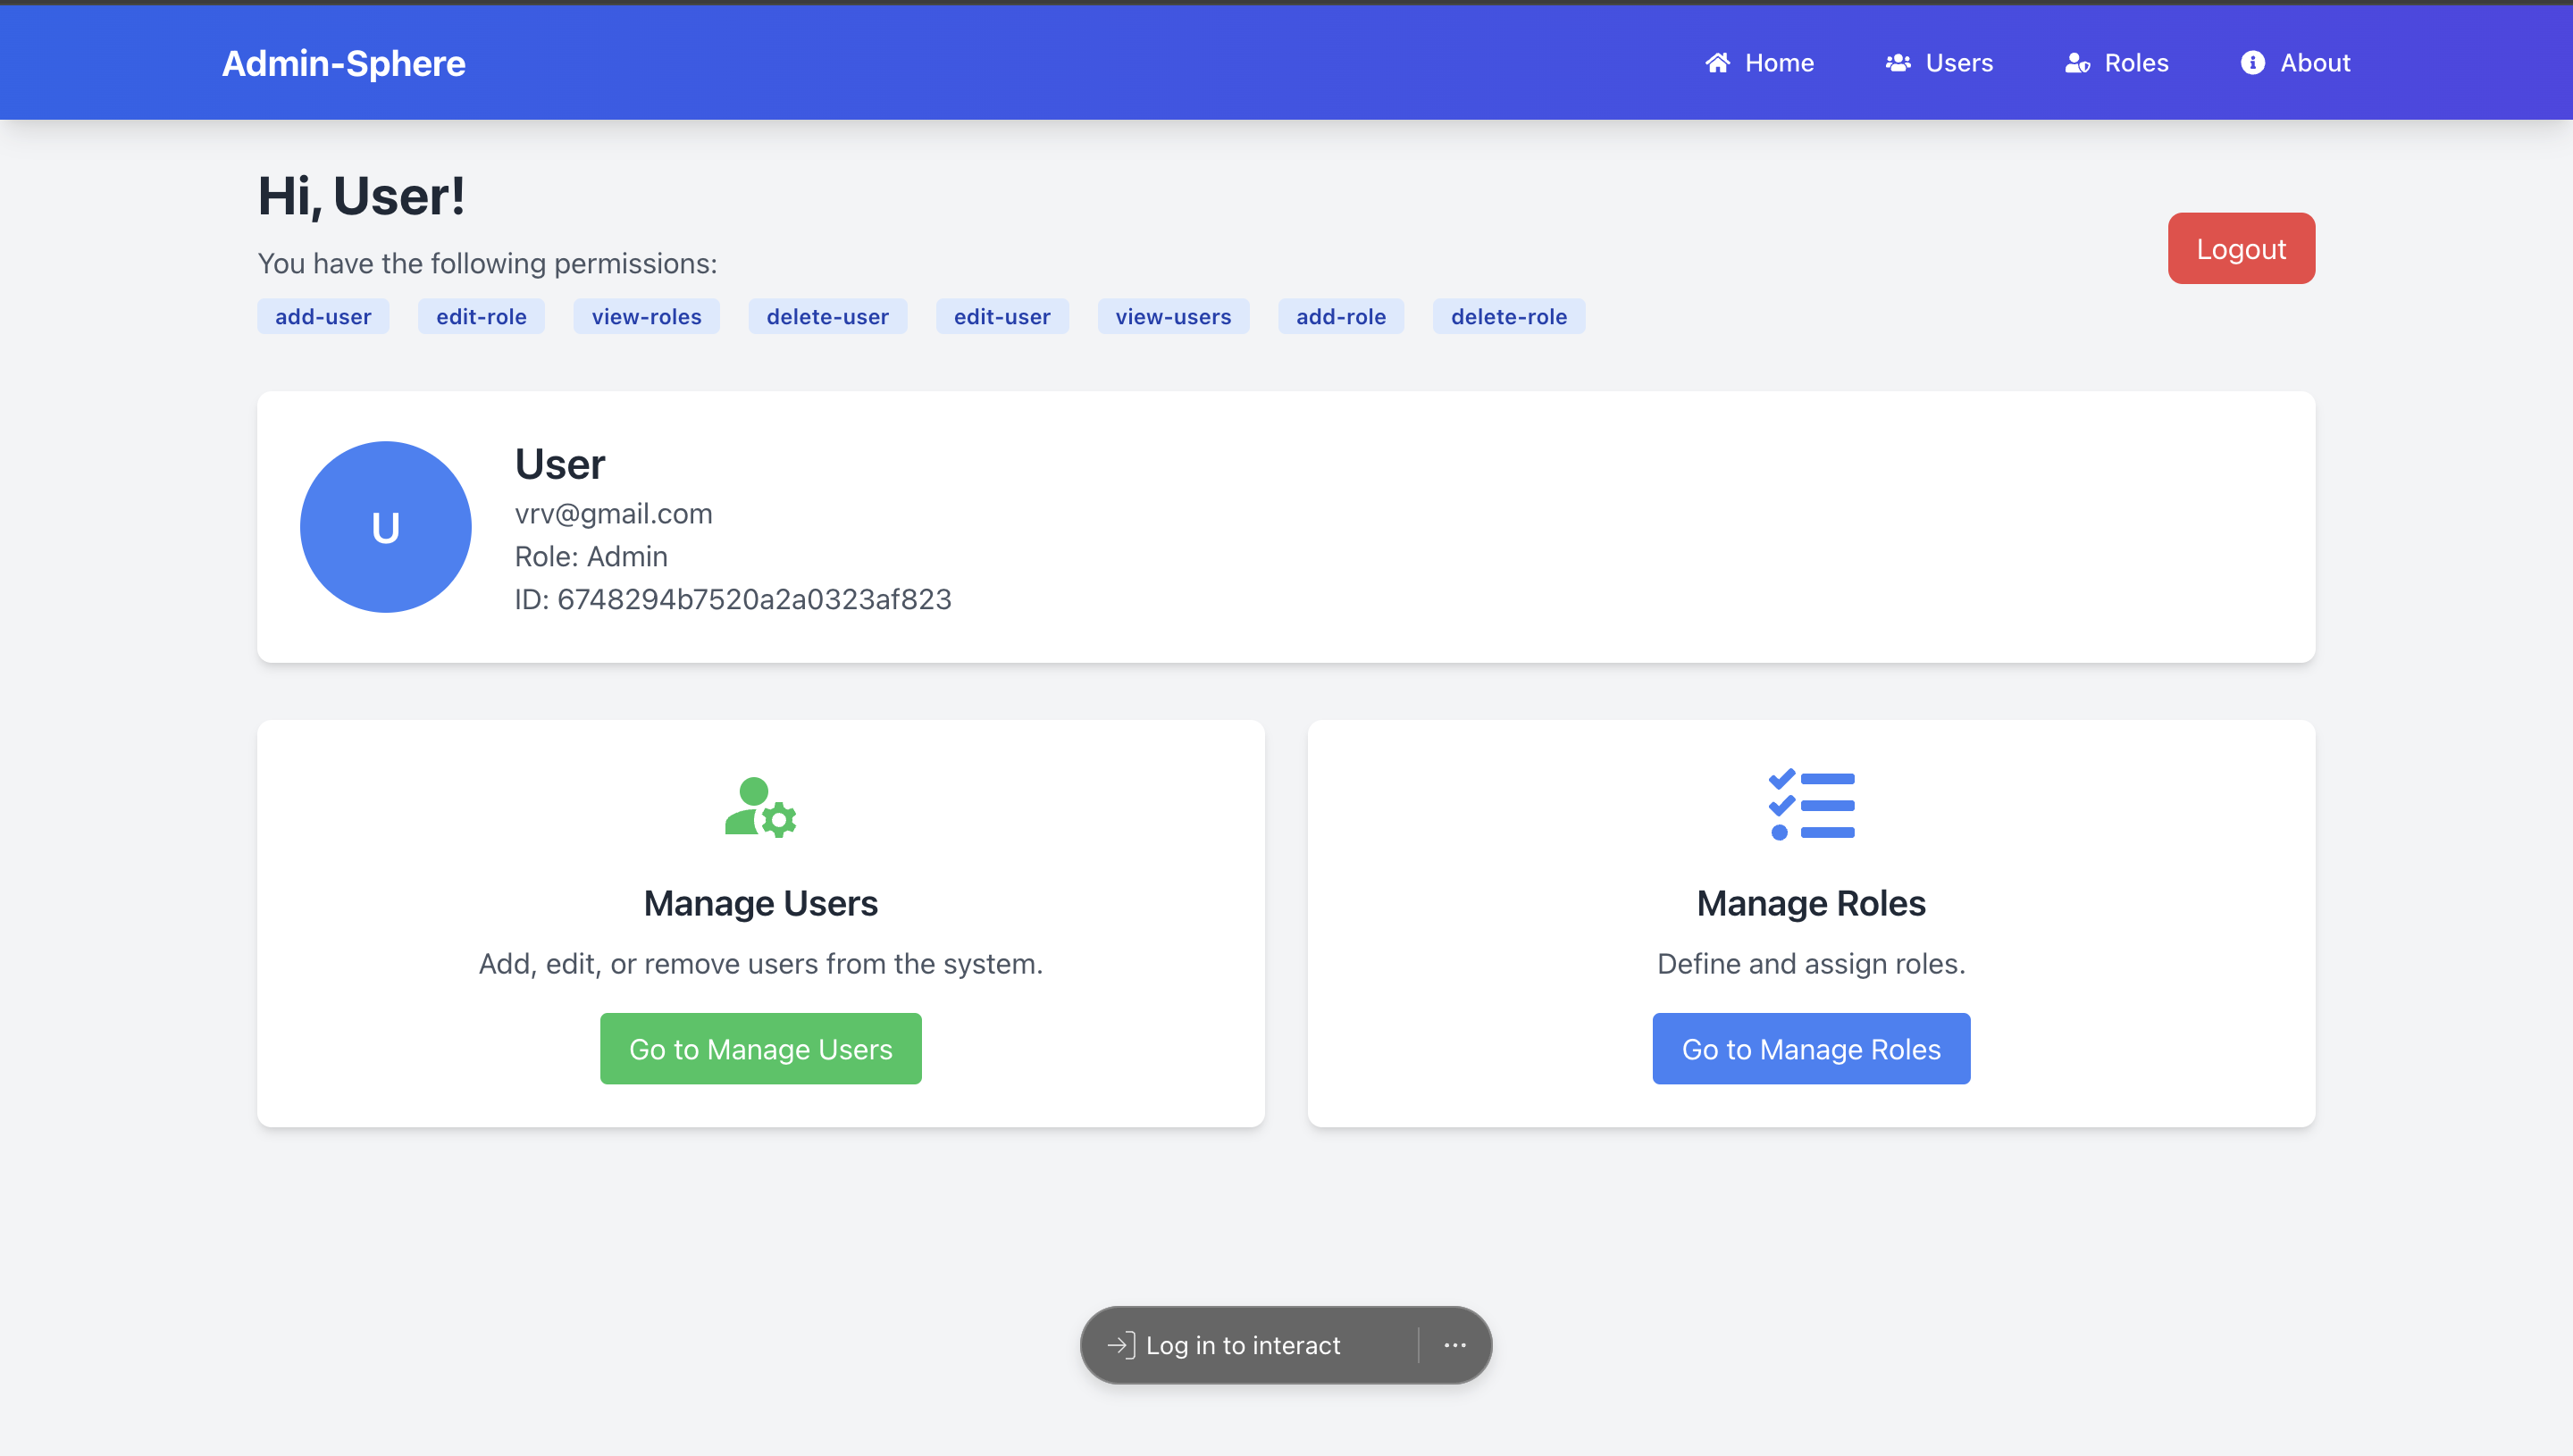 Admin-Sphere
Home Users Roles About
Hi, User!
Logout
You have the following permissions:
add-user edit-role view-roles delete-user edit-user view-users add-role delete-role
U
User
vrv@gmail.com
Role: Admin
ID: 6748294b7520a2a0323af823
Manage Users
Add, edit, or remove users from the system.
Go to Manage Users
Manage Roles
Define and assign roles.
Go to Manage Roles
Log in to interact ...